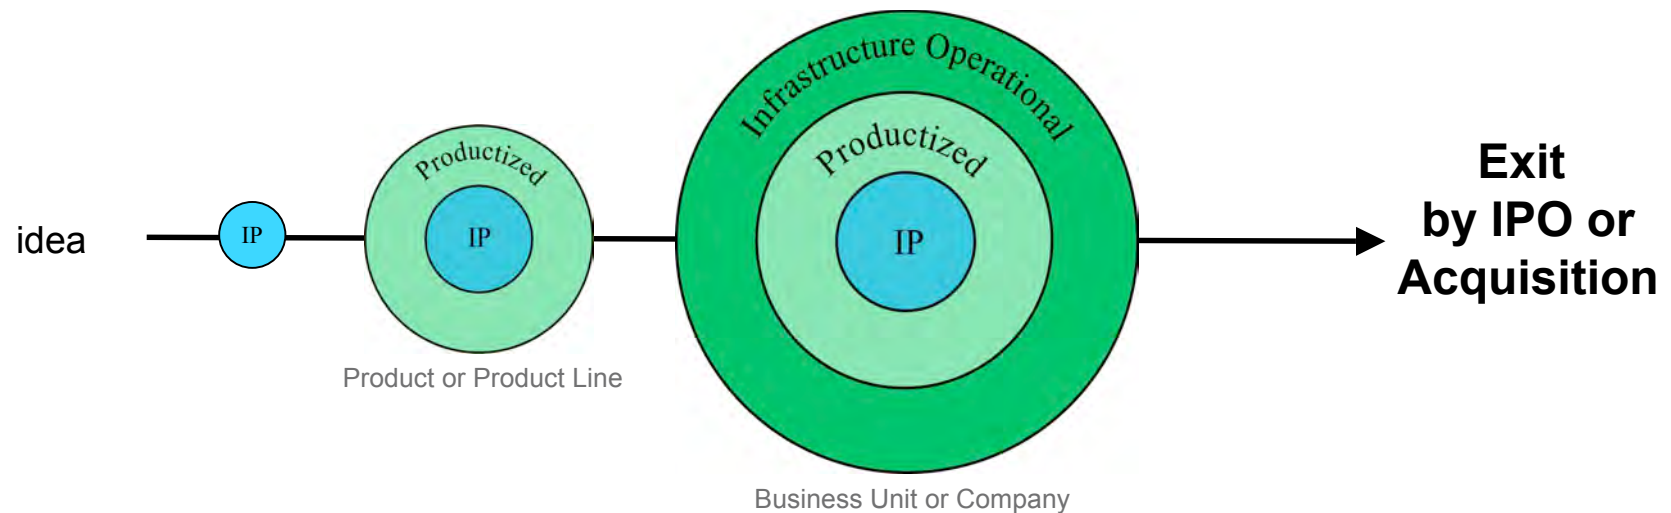 idea
IP
Productized
IP
Product or Product Line
Infrastructure Operational
Productized
IP
Business Unit or Company
Exit
by IPO or
Acquisition